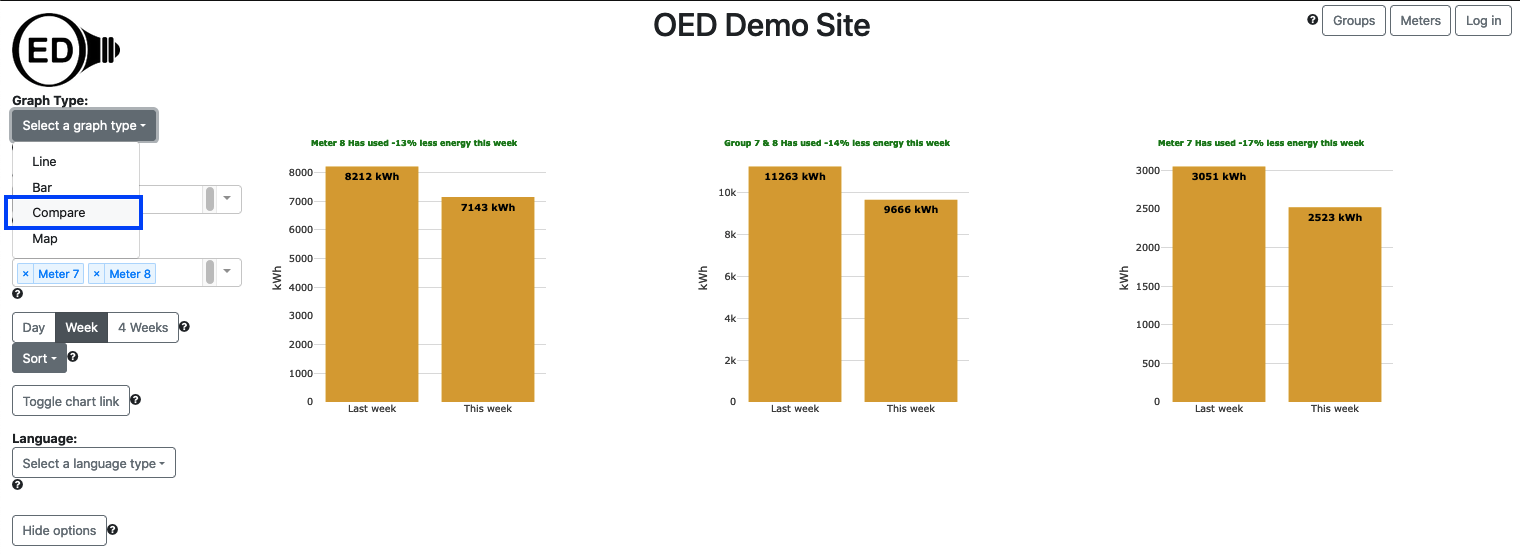 OED Demo Site
Groups
Meters
Log in
ED
Graph Type:
Select a graph type
Line
Bar
Compare
Map
× Meter 7
× Meter 8
Day
Week
4 Weeks
Sort
Toggle chart link
Language:
Select a language type
Hide options
Meter 8 Has used -13% less energy this week
kWh
8000
7000
6000
5000
4000
3000
2000
1000
0
8212 kWh
7143 kWh
Last week
This week
Group 7 & 8 Has used -14% less energy this week
kWh
10k
8k
6k
4k
2k
0
11263 kWh
9666 kWh
Last week
This week
Meter 7 Has used -17% less energy this week
kWh
3000
2500
2000
1500
1000
500
0
3051 kWh
2523 kWh
Last week
This week